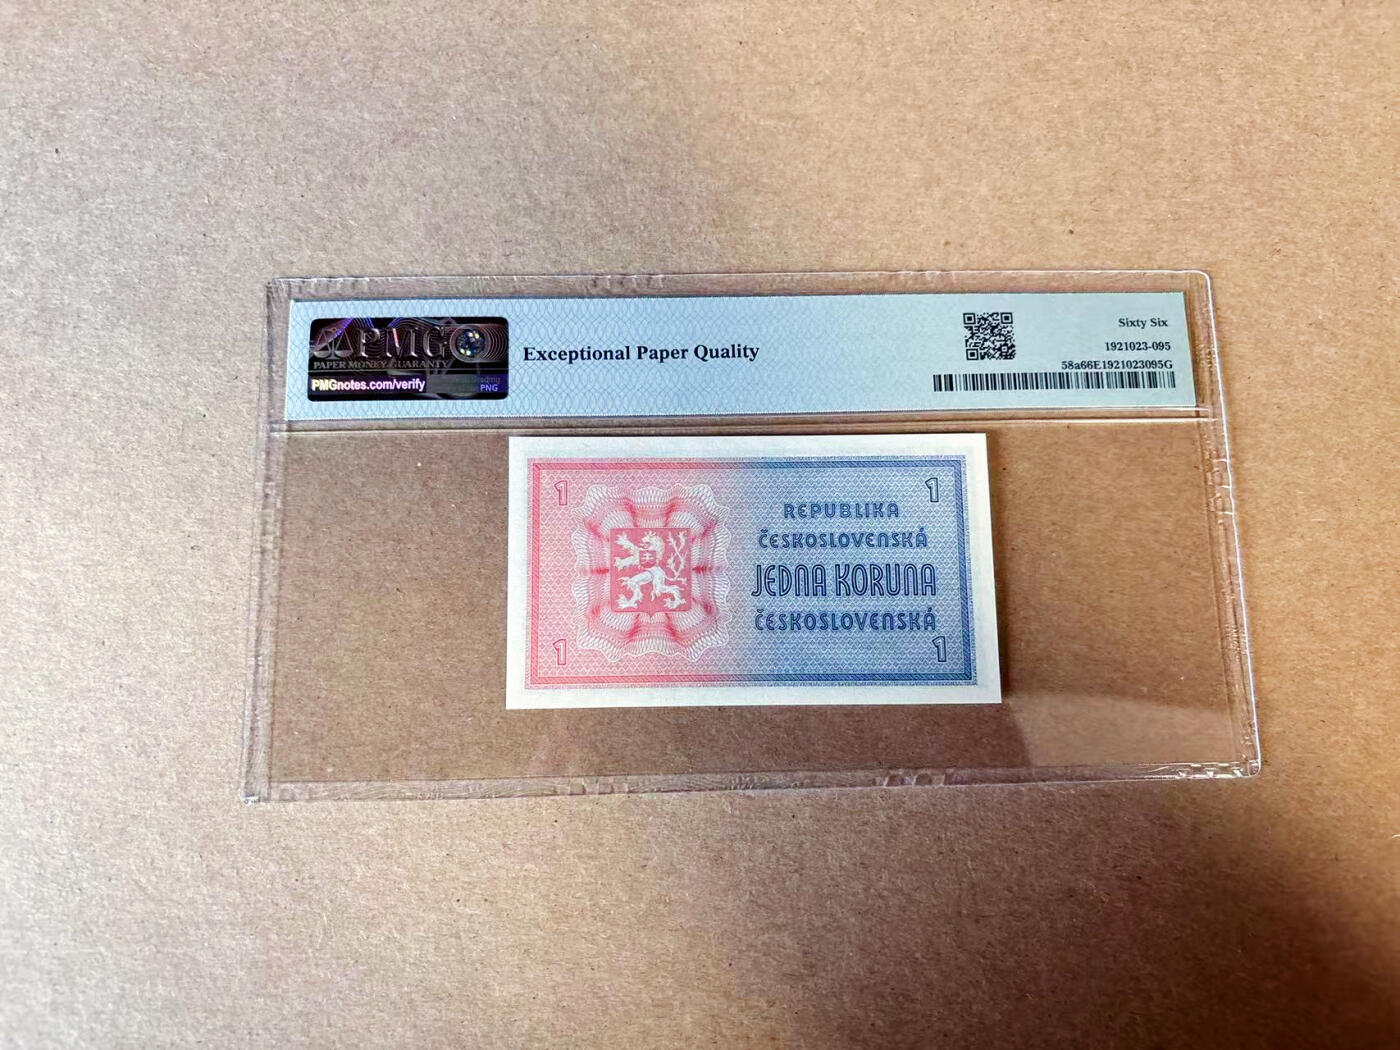 PMG
PAPER MONEY GUARANTY
PMGnotes.com/verify
PNG
Exceptional Paper Quality
Sixty Six
1921023-095
58a66E1921023095G
1
1
REPUBLIKA
ČESKOSLOVENSKÁ
JEDNA KORUNA
ČESKOSLOVENSKÁ
1
1